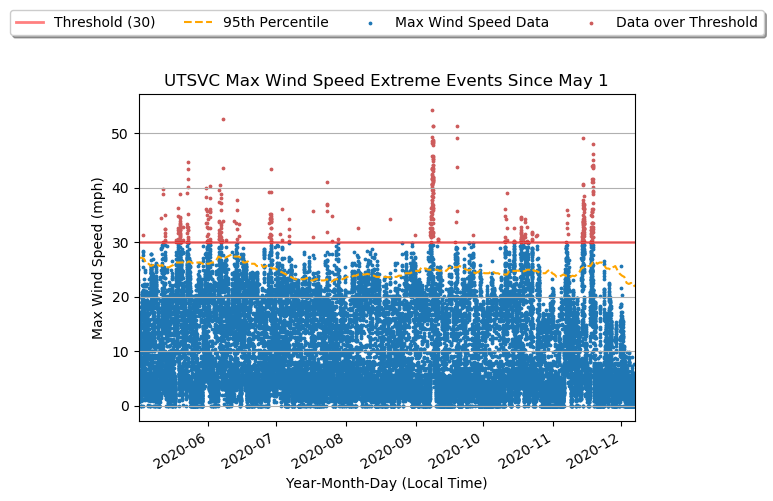 Threshold (30) 95th Percentile Max Wind Speed Data Data over Threshold
UTSVC Max Wind Speed Extreme Events Since May 1
Max Wind Speed (mph)
50
40
30
20
10
0
2020-06 2020-07 2020-08 2020-09 2020-10 2020-11 2020-12
Year-Month-Day (Local Time)